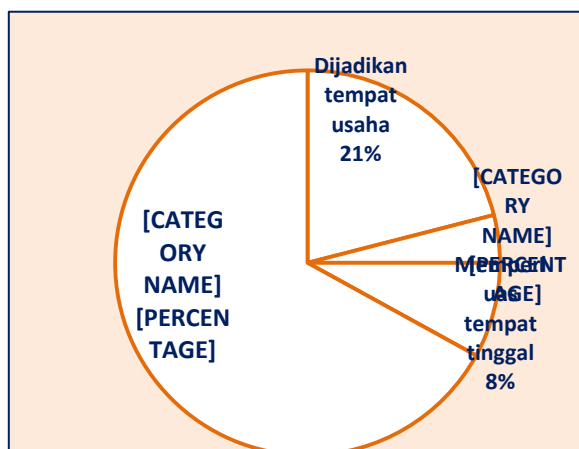 Dijadikan
tempat
usaha
21%
[CATEGO
RY
NAME]
[PERCENT
AGE]
tempat
tinggal
8%
[CATEG
ORY
NAME]
[PERCEN
TAGE]